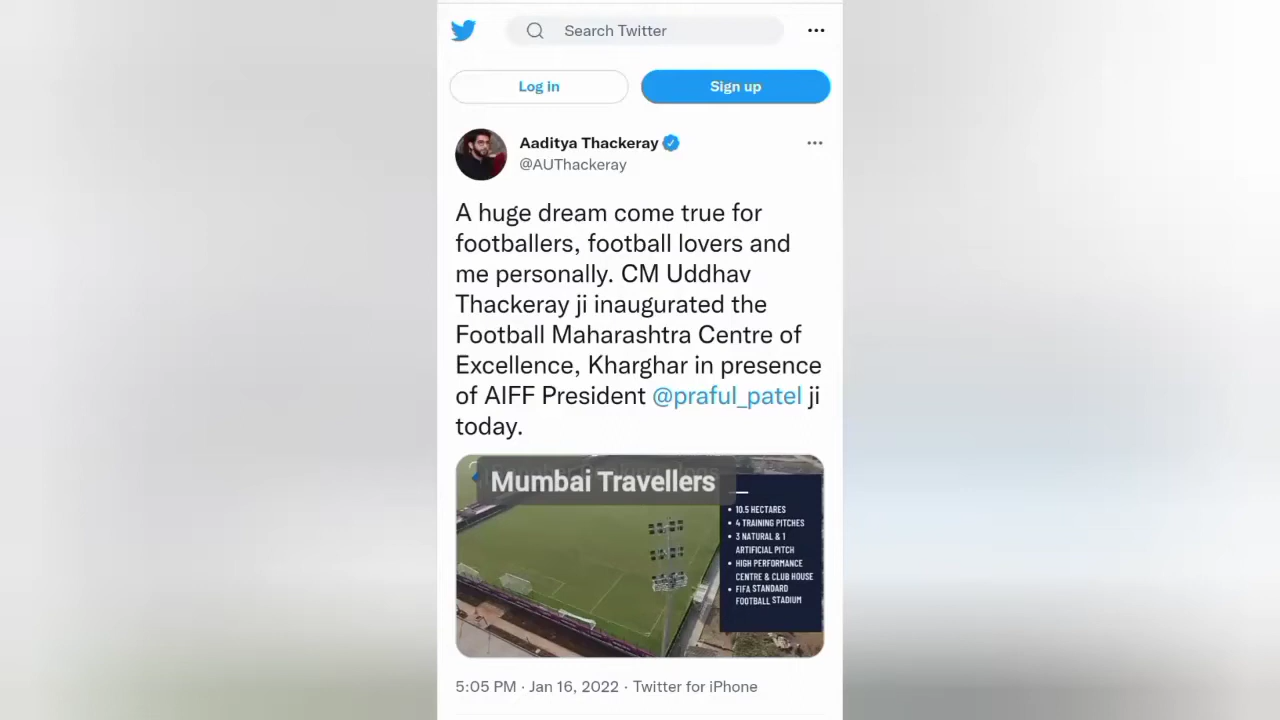 Search Twitter
Log in
Sign up
Aaditya Thackeray
@AUThackeray
A huge dream come true for
footballers, football lovers and
me personally. CM Uddhav
Thackeray ji inaugurated the
Football Maharashtra Centre of
Excellence, Kharghar in presence
of AIFF President @praful_patel ji
today.
Mumbai Travellers
• 10.5 HECTARES
• 4 TRAINING PITCHES
• 3 NATURAL & 1
ARTIFICIAL PITCH
• HIGH PERFORMANCE
CENTRE & CLUB HOUSE
• FIFA STANDARD
FOOTBALL STADIUM
5:05 PM · Jan 16, 2022 · Twitter for iPhone